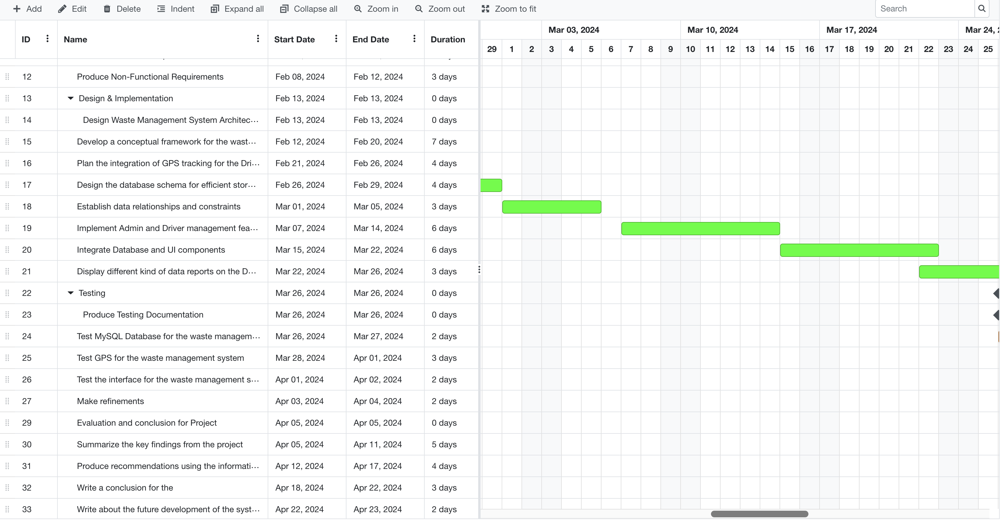 Add Edit Delete Indent Expand all Collapse all Zoom in Zoom out Zoom to fit Search
ID Name Start Date End Date Duration
Mar 03, 2024 Mar 10, 2024 Mar 17, 2024 Mar 24,
29 1 2 3 4 5 6 7 8 9 10 11 12 13 14 15 16 17 18 19 20 21 22 23 24 25
12 Produce Non-Functional Requirements Feb 08, 2024 Feb 12, 2024 3 days
13 Design & Implementation Feb 13, 2024 Feb 13, 2024 0 days
14 Design Waste Management System Architec... Feb 13, 2024 Feb 13, 2024 0 days
15 Develop a conceptual framework for the wast... Feb 12, 2024 Feb 20, 2024 7 days
16 Plan the integration of GPS tracking for the Dri... Feb 21, 2024 Feb 26, 2024 4 days
17 Design the database schema for efficient stor... Feb 26, 2024 Feb 29, 2024 4 days
18 Establish data relationships and constraints Mar 01, 2024 Mar 05, 2024 3 days
19 Implement Admin and Driver management fea... Mar 07, 2024 Mar 14, 2024 6 days
20 Integrate Database and UI components Mar 15, 2024 Mar 22, 2024 6 days
21 Display different kind of data reports on the D... Mar 22, 2024 Mar 26, 2024 3 days
22 Testing Mar 26, 2024 Mar 26, 2024 0 days
23 Produce Testing Documentation Mar 26, 2024 Mar 26, 2024 0 days
24 Test MySQL Database for the waste managem... Mar 26, 2024 Mar 27, 2024 2 days
25 Test GPS for the waste management system Mar 28, 2024 Apr 01, 2024 3 days
26 Test the interface for the waste management s... Apr 01, 2024 Apr 02, 2024 2 days
27 Make refinements Apr 03, 2024 Apr 04, 2024 2 days
29 Evaluation and conclusion for Project Apr 05, 2024 Apr 05, 2024 0 days
30 Summarize the key findings from the project Apr 05, 2024 Apr 11, 2024 5 days
31 Produce recommendations using the informati... Apr 12, 2024 Apr 17, 2024 4 days
32 Write a conclusion for the Apr 18, 2024 Apr 22, 2024 3 days
33 Write about the future development of the syst... Apr 22, 2024 Apr 23, 2024 2 days